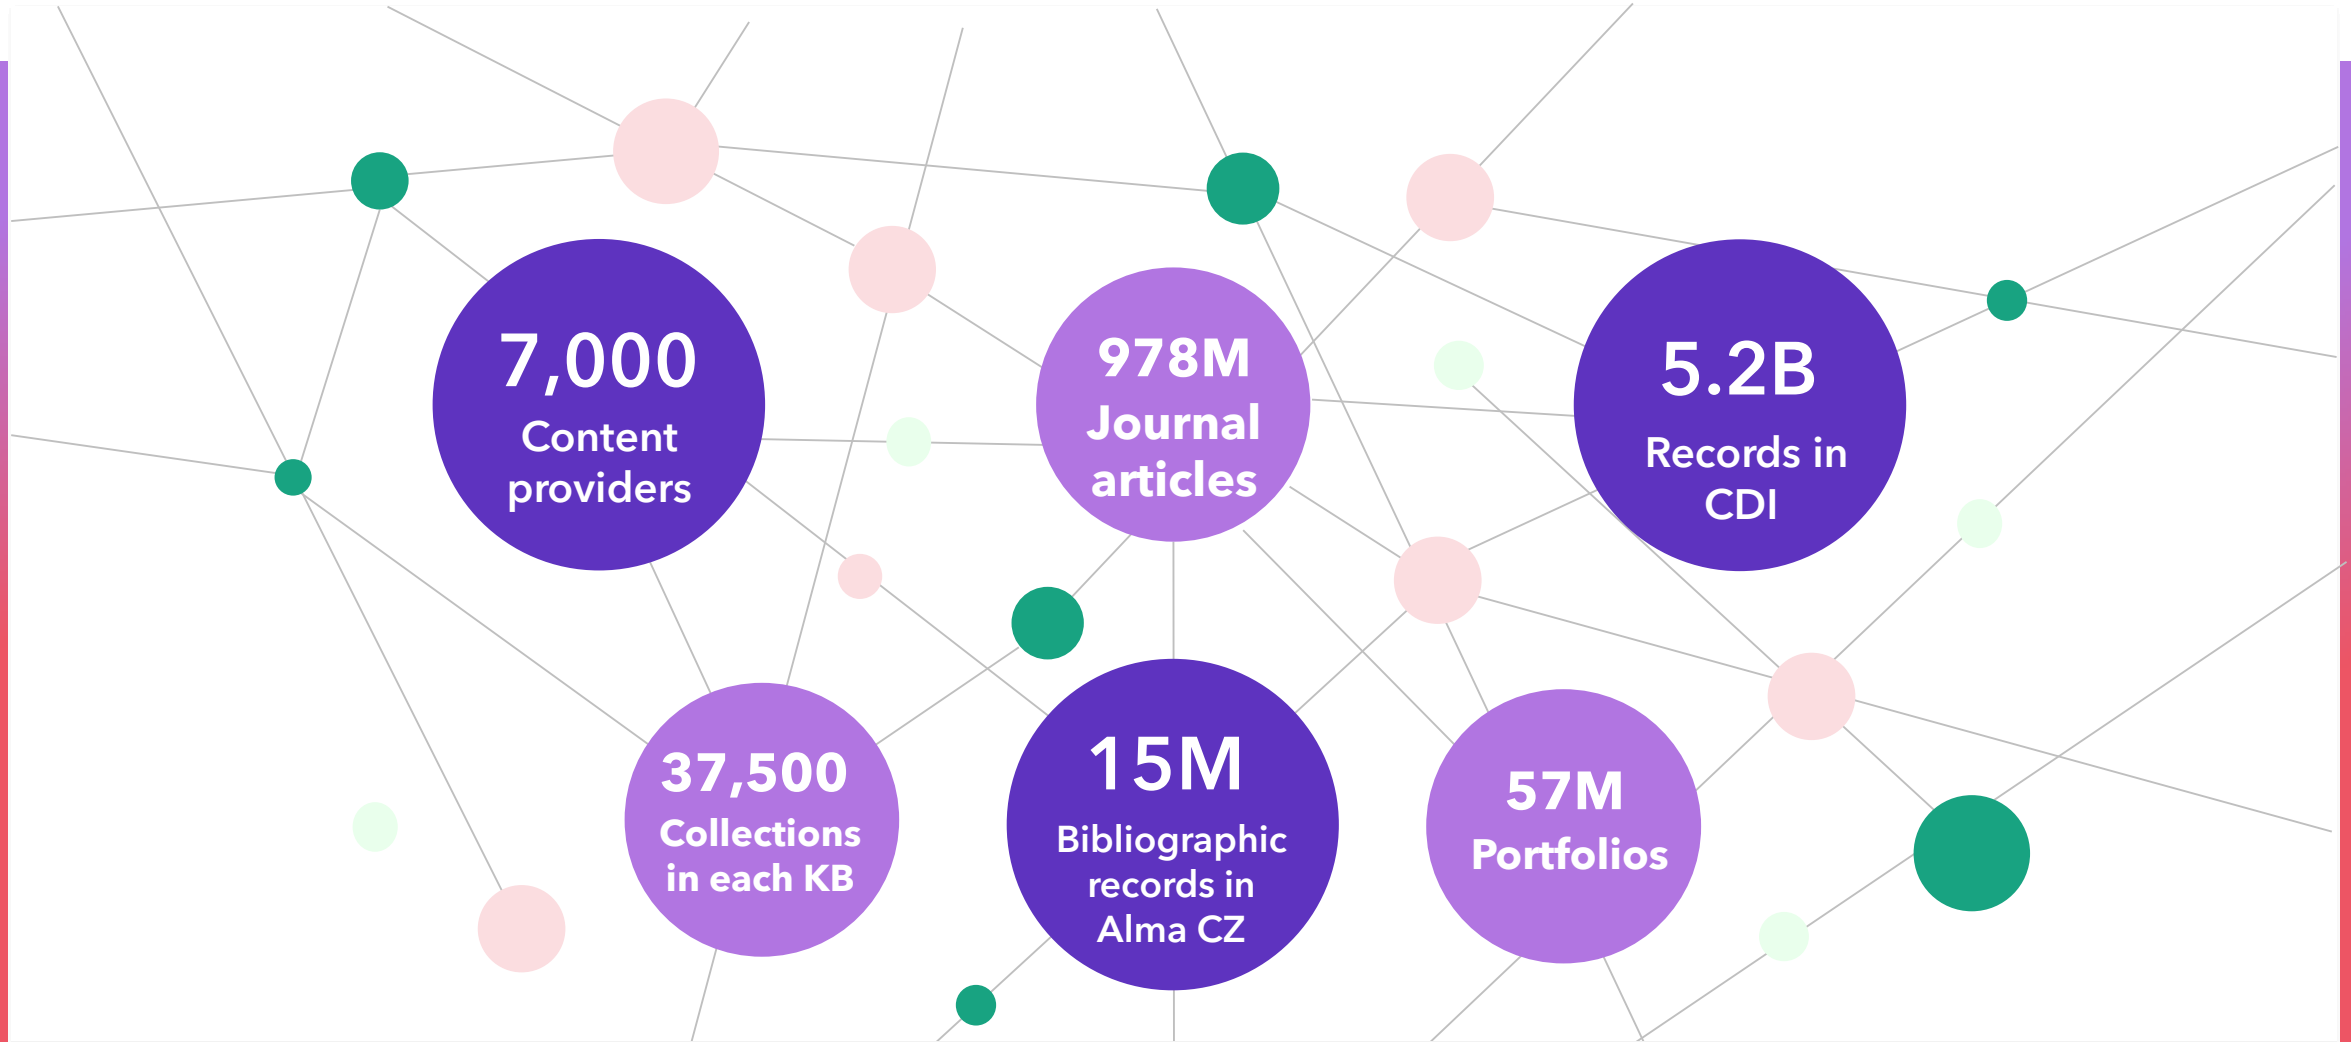 7,000
Content
providers
978M
Journal
articles
5.2B
Records in
CDI
37,500
Collections
in each KB
15M
Bibliographic
records in
Alma CZ
57M
Portfolios